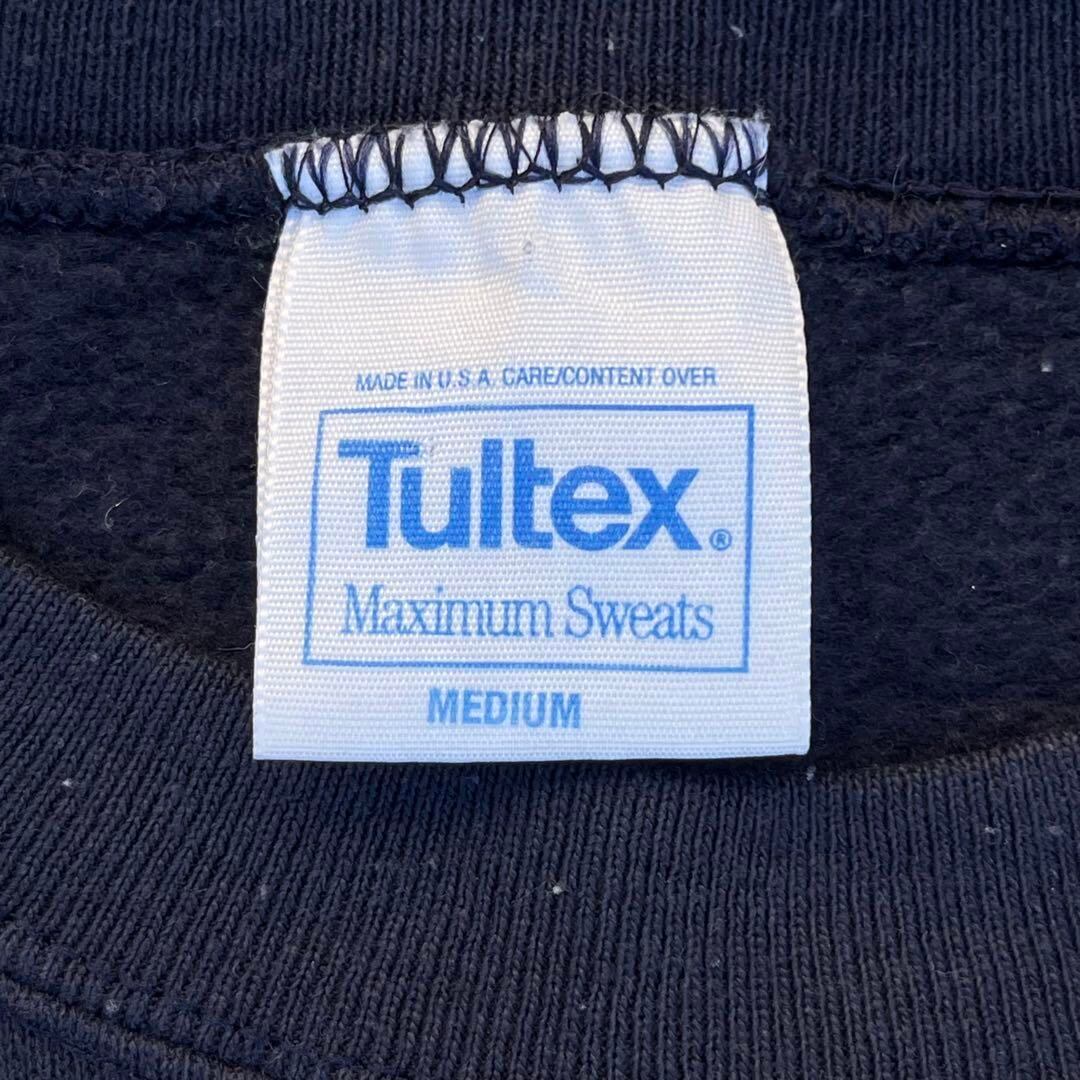 MADE IN U.S.A. CARE/CONTENT OVER
Tultex®
Maximum Sweats
MEDIUM